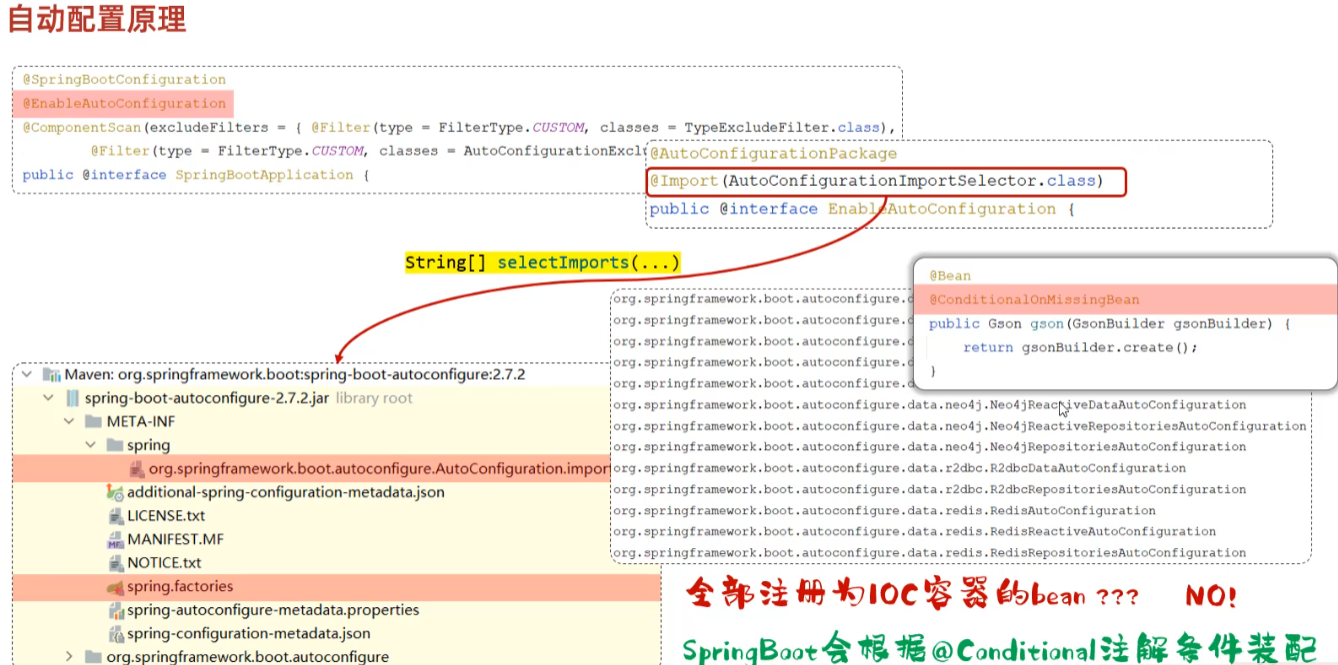 自动配置原理
@SpringBootConfiguration
@EnableAutoConfiguration
@ComponentScan(excludeFilters = { @Filter(type = FilterType.CUSTOM, classes = TypeExcludeFilter.class),
@Filter(type = FilterType.CUSTOM, classes = AutoConfigurationExcl
public @interface SpringBootApplication {
@AutoConfigurationPackage
@Import(AutoConfigurationImportSelector.class)
public @interface EnableAutoConfiguration {
String[] selectImports(...)
@Bean
@ConditionalOnMissingBean
public Gson gson(GsonBuilder gsonBuilder) {
return gsonBuilder.create();
}
org.springframework.boot.autoconfigure.d
org.springframework.boot.autoconfigure.d
org.springframework.boot.autoconfigure.d
org.springframework.boot.autoconfigure.d
org.springframework.boot.autoconfigure.d
org.springframework.boot.autoconfigure.data.neo4j.Neo4jReactiveDataAutoConfiguration
org.springframework.boot.autoconfigure.data.neo4j.Neo4jReactiveRepositoriesAutoConfiguration
org.springframework.boot.autoconfigure.data.neo4j.Neo4jRepositoriesAutoConfiguration
org.springframework.boot.autoconfigure.data.r2dbc.R2dbcDataAutoConfiguration
org.springframework.boot.autoconfigure.data.r2dbc.R2dbcRepositoriesAutoConfiguration
org.springframework.boot.autoconfigure.data.redis.RedisAutoConfiguration
org.springframework.boot.autoconfigure.data.redis.RedisReactiveAutoConfiguration
org.springframework.boot.autoconfigure.data.redis.RedisRepositoriesAutoConfiguration
Maven: org.springframework.boot:spring-boot-autoconfigure:2.7.2
spring-boot-autoconfigure-2.7.2.jar library root
META-INF
spring
org.springframework.boot.autoconfigure.AutoConfiguration.impor
additional-spring-configuration-metadata.json
LICENSE.txt
MANIFEST.MF
NOTICE.txt
spring.factories
spring-autoconfigure-metadata.properties
spring-configuration-metadata.json
org.springframework.boot.autoconfigure
全部注册为IOC容器的bean ??? NO!
SpringBoot会根据@Conditional注解条件装配